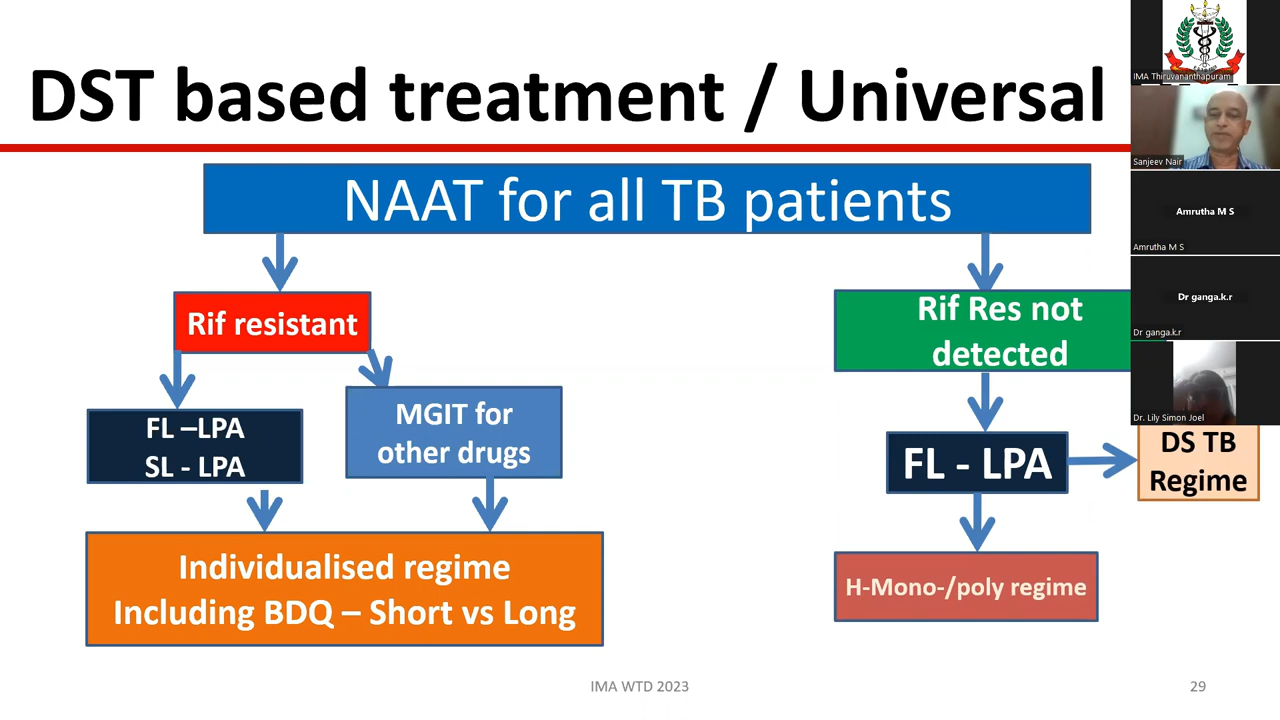 DST based treatment / Universal
NAAT for all TB patients
Rif resistant
Rif Res not
detected
FL –LPA
SL - LPA
MGIT for
other drugs
FL - LPA
DS TB
Regime
Individualised regime
Including BDQ – Short vs Long
H-Mono-/poly regime
IMA WTD 2023
29
IMA Thiruvananthapuram
Sanjeev Nair
Amrutha M S
Amrutha M S
Dr ganga.k.r
Dr ganga.k.r
Dr. Lily Simon Joel